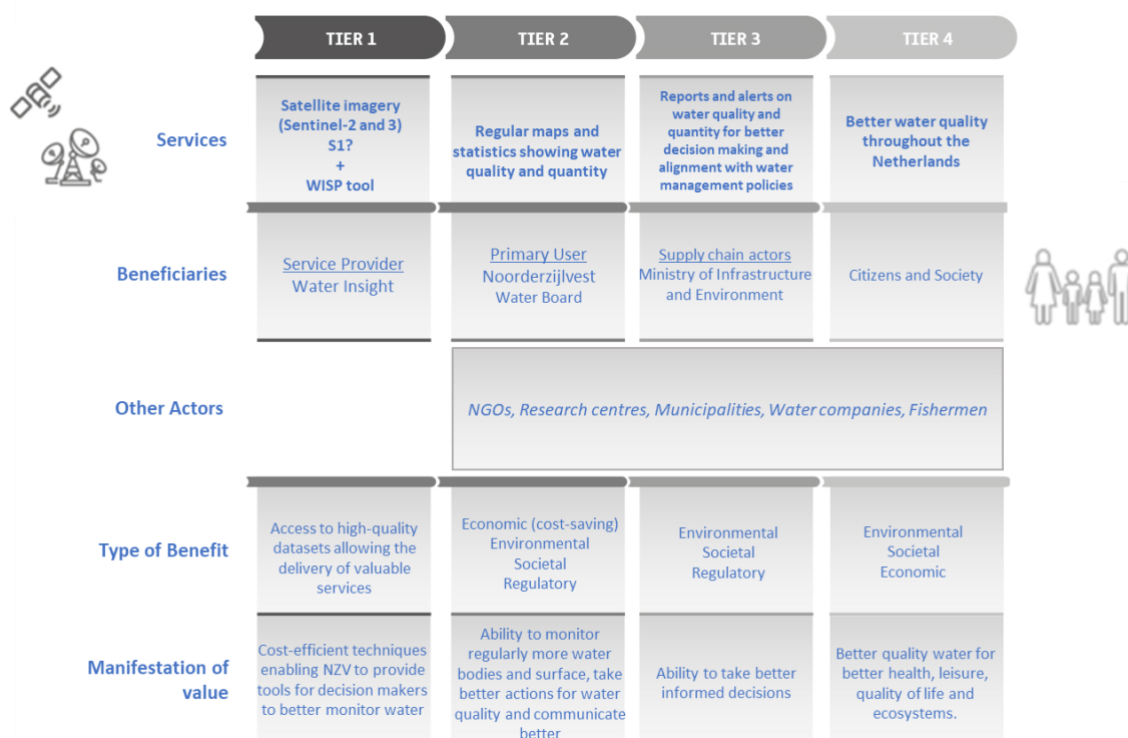 TIER 1
TIER 2
TIER 3
TIER 4
Services
Satellite imagery
(Sentinel-2 and 3)
S1?
+
WISP tool
Regular maps and
statistics showing water
quality and quantity
Reports and alerts on
water quality and
quantity for better
decision making and
alignment with water
management policies
Better water quality
throughout the
Netherlands
Beneficiaries
Service Provider
Water Insight
Primary User
Noorderzijlvest
Water Board
Supply chain actors
Ministry of Infrastructure
and Environment
Citizens and Society
Other Actors
NGOs, Research centres, Municipalities, Water companies, Fishermen
Type of Benefit
Access to high-quality
datasets allowing the
delivery of valuable
services
Economic (cost-saving)
Environmental
Societal
Regulatory
Environmental
Societal
Regulatory
Environmental
Societal
Economic
Manifestation of
value
Cost-efficient techniques
enabling NZV to provide
tools for decision makers
to better monitor water
Ability to monitor
regularly more water
bodies and surface, take
better actions for water
quality and communicate
better
Ability to take better
informed decisions
Better quality water for
better health, leisure,
quality of life and
ecosystems.